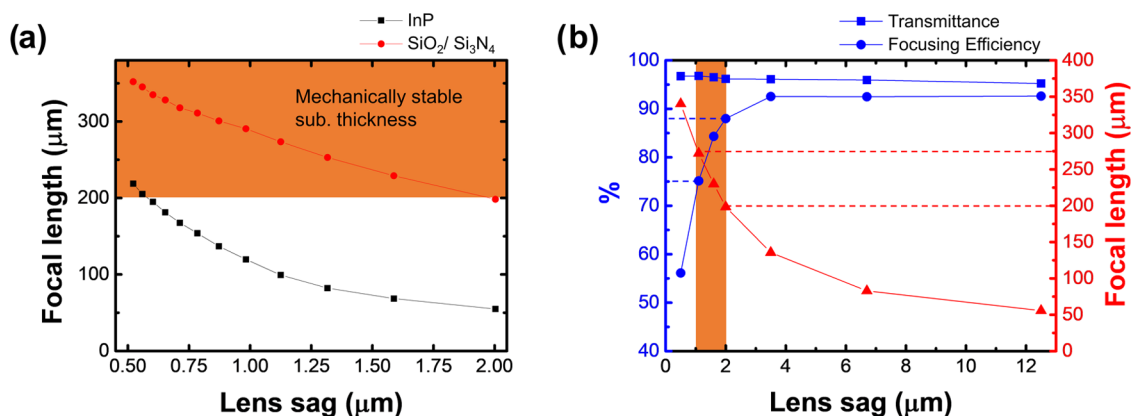 (a)
InP
SiO2/ Si3N4
Mechanically stable
sub. thickness
Focal length (μm)
300
200
100
0
0.50 0.75 1.00 1.25 1.50 1.75 2.00
Lens sag (μm)
(b)
Transmittance
Focusing Efficiency
%
100
90
80
70
60
50
40
400
350
300
250
200
150
100
50
0
Focal length (μm)
0 2 4 6 8 10 12
Lens sag (μm)